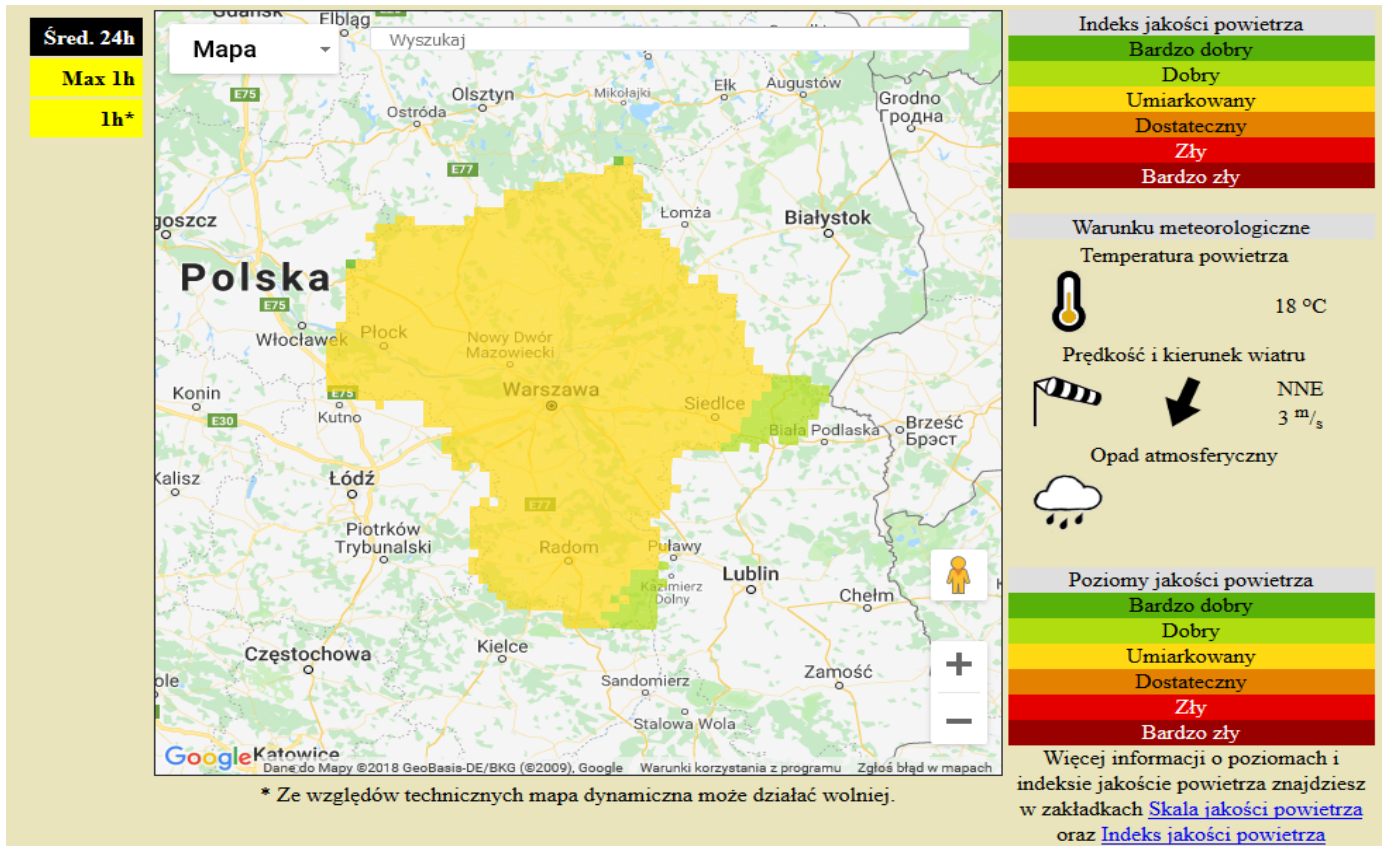 Śred. 24h
Max 1h
1h*
Mapa
Wyszukaj
Gdańsk
Elbląg
E75
Olsztyn
Mikołajki
Ełk
Augustów
Ostróda
Grodno
Гродна
E77
Łomża
Białystok
goszcz
Polska
E75
Włocławek
Płock
Nowy Dwór
Mazowiecki
Konin
E75
Warszawa
Siedlce
E30
Kutno
Biała Podlaska
Brześć
Брэст
Kalisz
Łódź
E77
Piotrków
Trybunalski
Radom
Puławy
Kazimierz
Dolny
Lublin
Chełm
Kielce
Częstochowa
Sandomierz
Zamość
ole
Stalowa Wola
Google
Katowice
Dane do Mapy ©2018 GeoBasis-DE/BKG (©2009), Google Warunki korzystania z programu Zgłoś błąd w mapach
* Ze względów technicznych mapa dynamiczna może działać wolniej.
Indeks jakości powietrza
Bardzo dobry
Dobry
Umiarkowany
Dostateczny
Zły
Bardzo zły
Warunku meteorologiczne
Temperatura powietrza
18 °C
Prędkość i kierunek wiatru
NNE
3 m/s
Opad atmosferyczny
Poziomy jakości powietrza
Bardzo dobry
Dobry
Umiarkowany
Dostateczny
Zły
Bardzo zły
Więcej informacji o poziomach i
indeksie jakoście powietrza znajdziesz
w zakładkach Skala jakości powietrza
oraz Indeks jakości powietrza